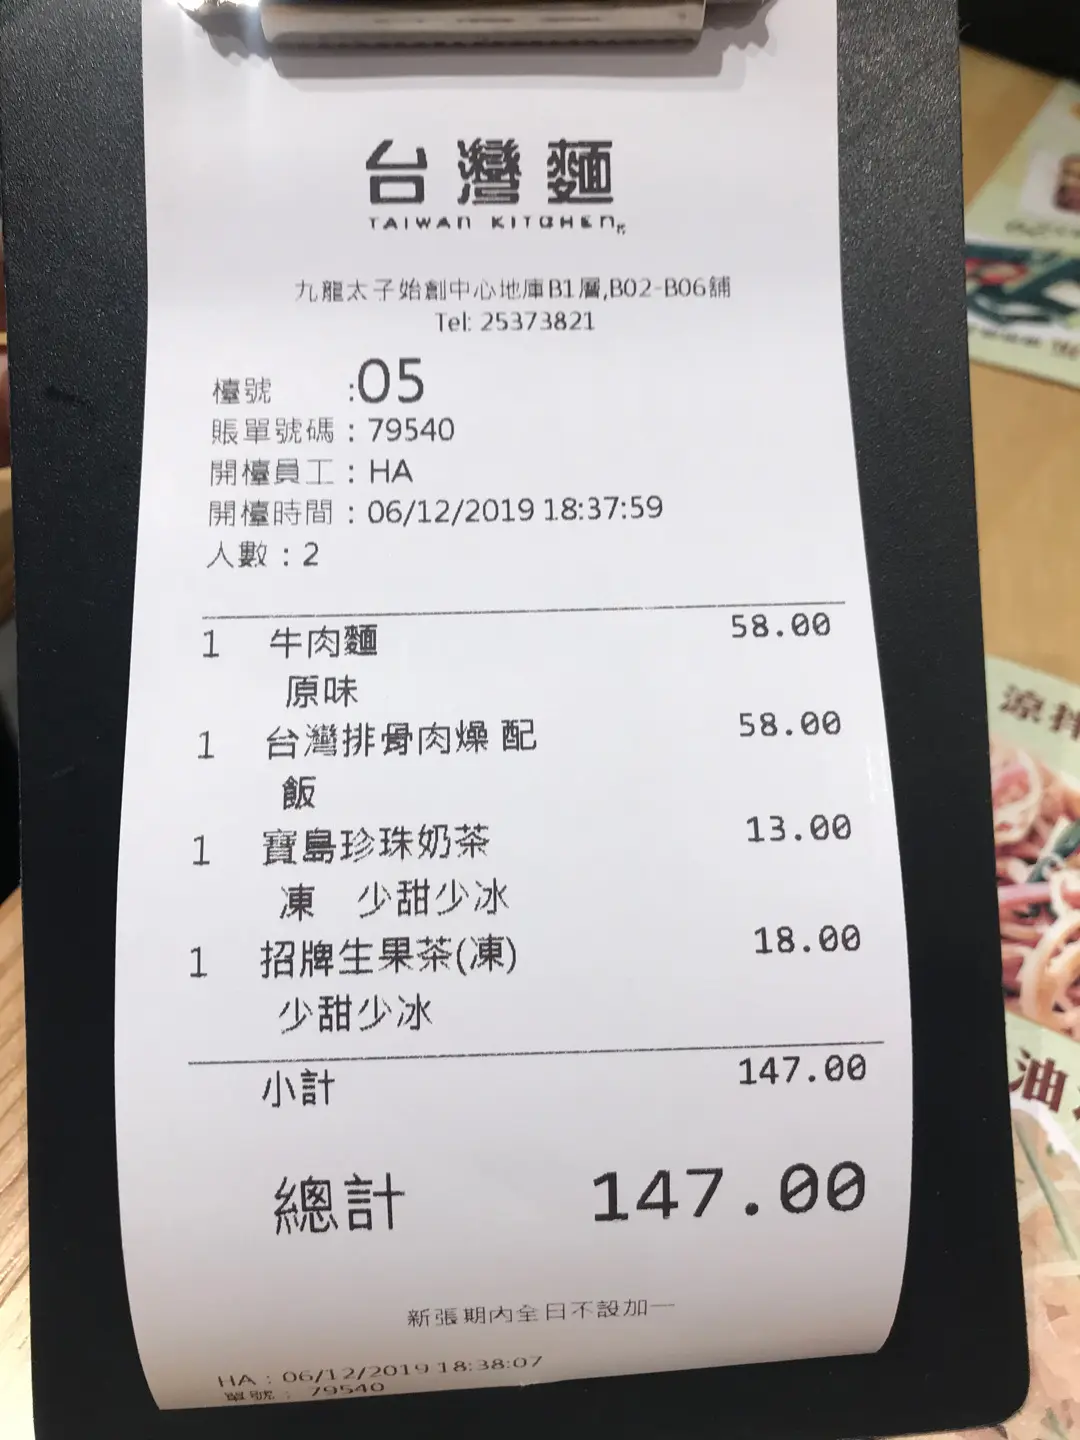 台灣麵
TAIWAN KITCHEN
九龍太子始創中心地庫B1層,B02-B06舖
Tel: 25373821
檯號 :05
賬單號碼：79540
開檯員工：HA
開檯時間：06/12/2019 18:37:59
人數：2
1 牛肉麵 58.00
原味
1 台灣排骨肉燥 配 58.00
飯
1 寶島珍珠奶茶 13.00
凍 少甜少冰
1 招牌生果茶(凍) 18.00
少甜少冰
小計 147.00
總計 147.00
新張期內全日不設加一
HA：06/12/2019 18:38:07
單號：79540
涼拌
油